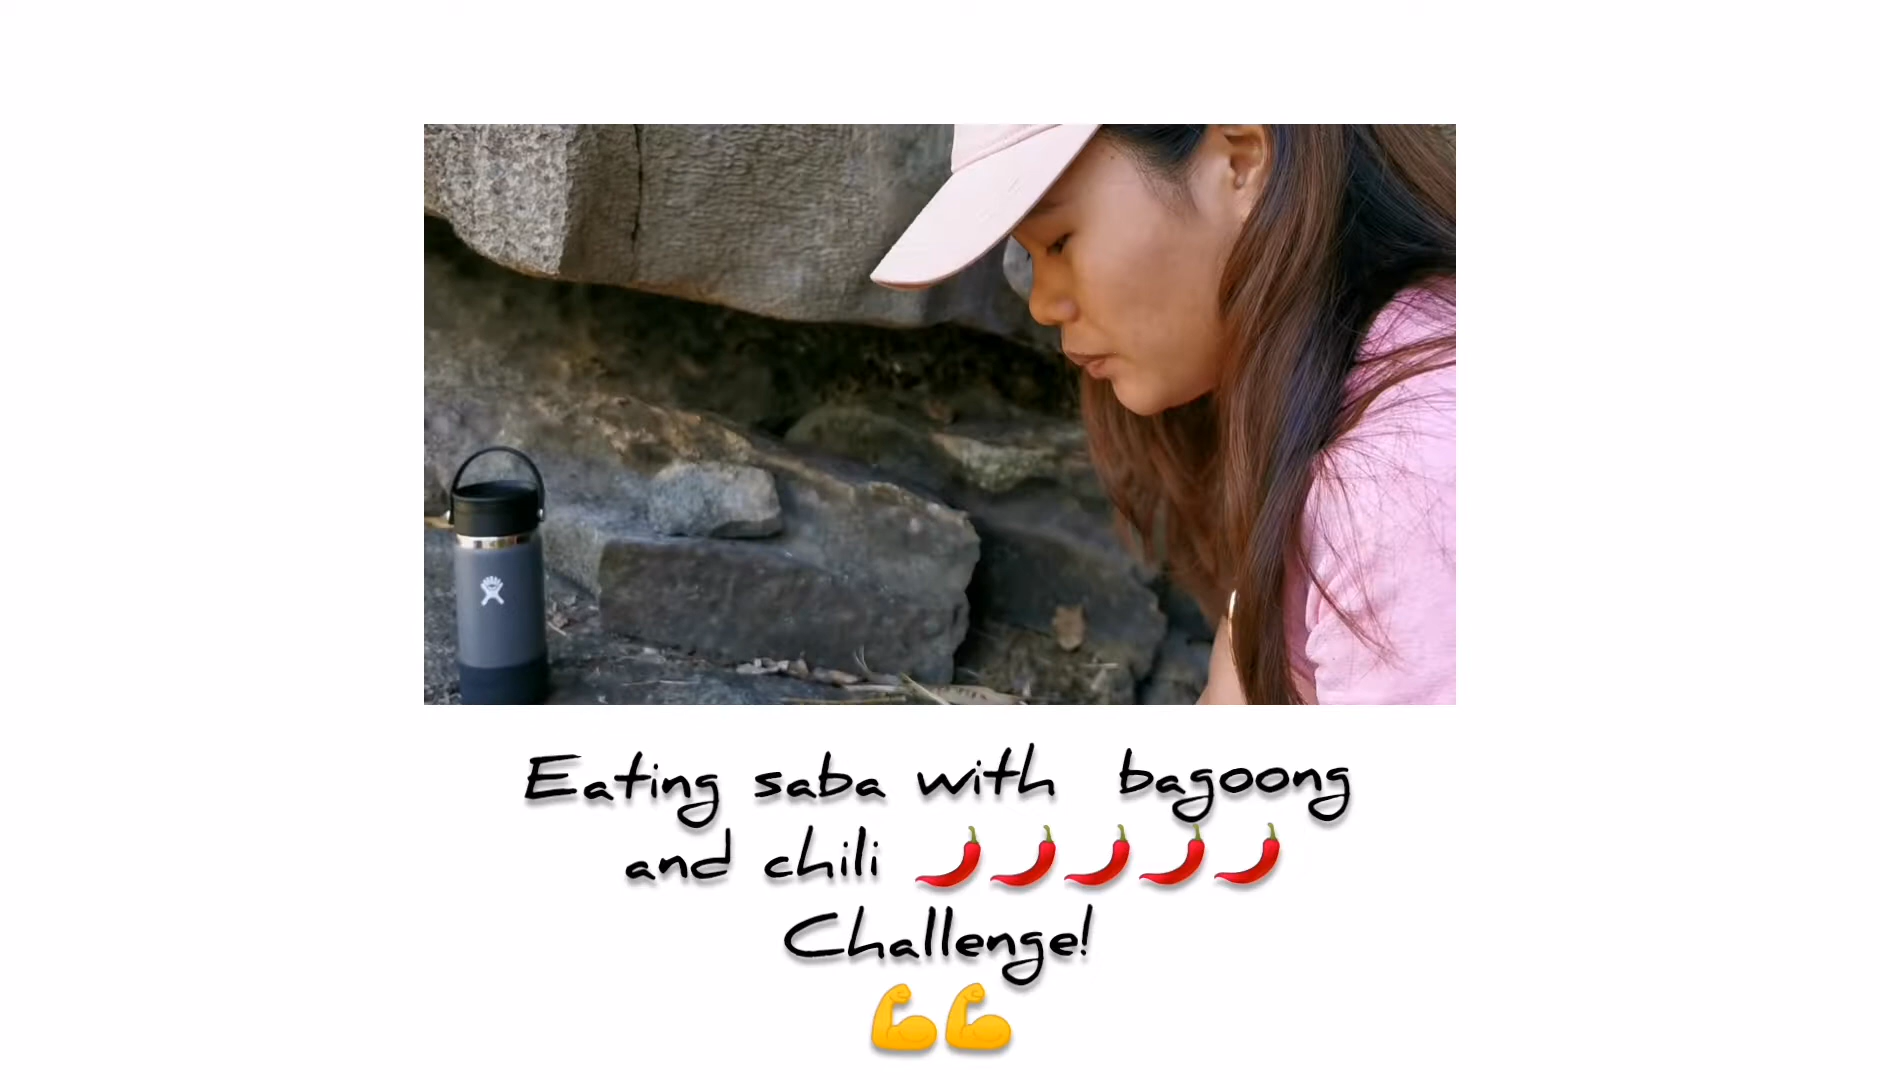 Eating saba with bagoong
and chili 🌶🌶🌶🌶🌶
Challenge!
💪💪